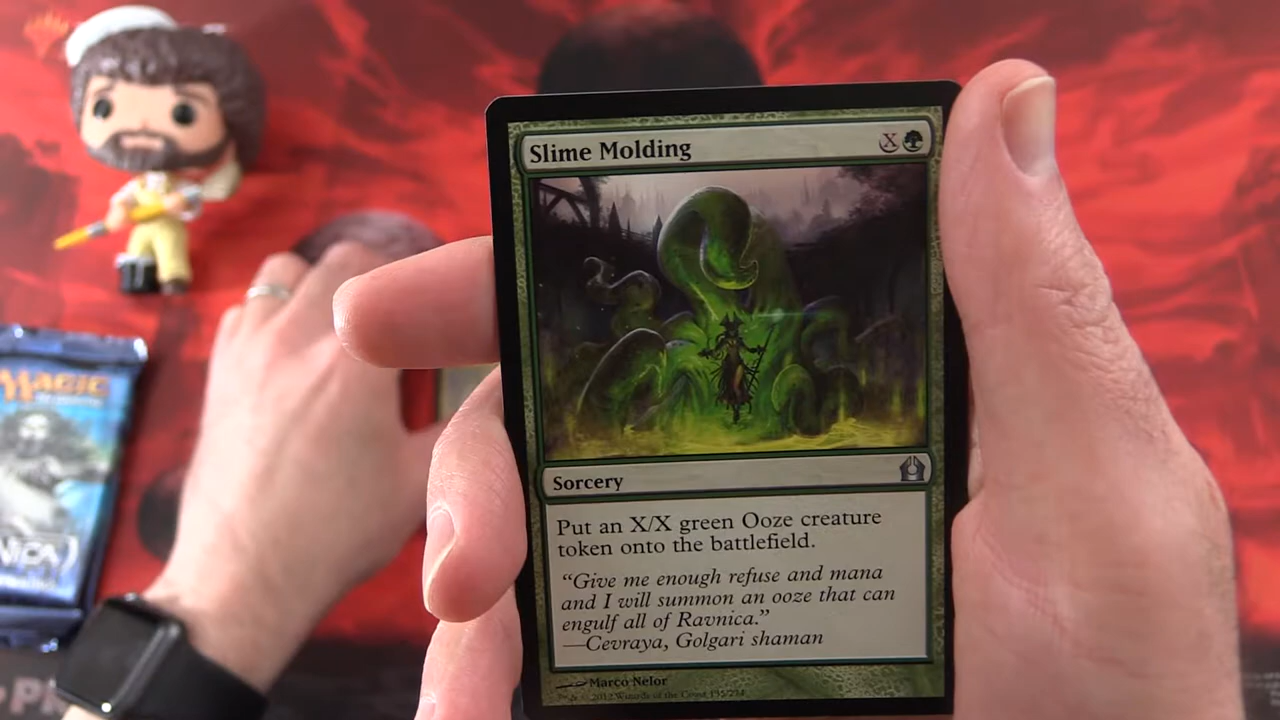 Slime Molding
X
Sorcery
Put an X/X green Ooze creature
token onto the battlefield.
“Give me enough refuse and mana
and I will summon an ooze that can
engulf all of Ravnica.”
—Cevraya, Golgari shaman
Marco Nelor
MAGIC